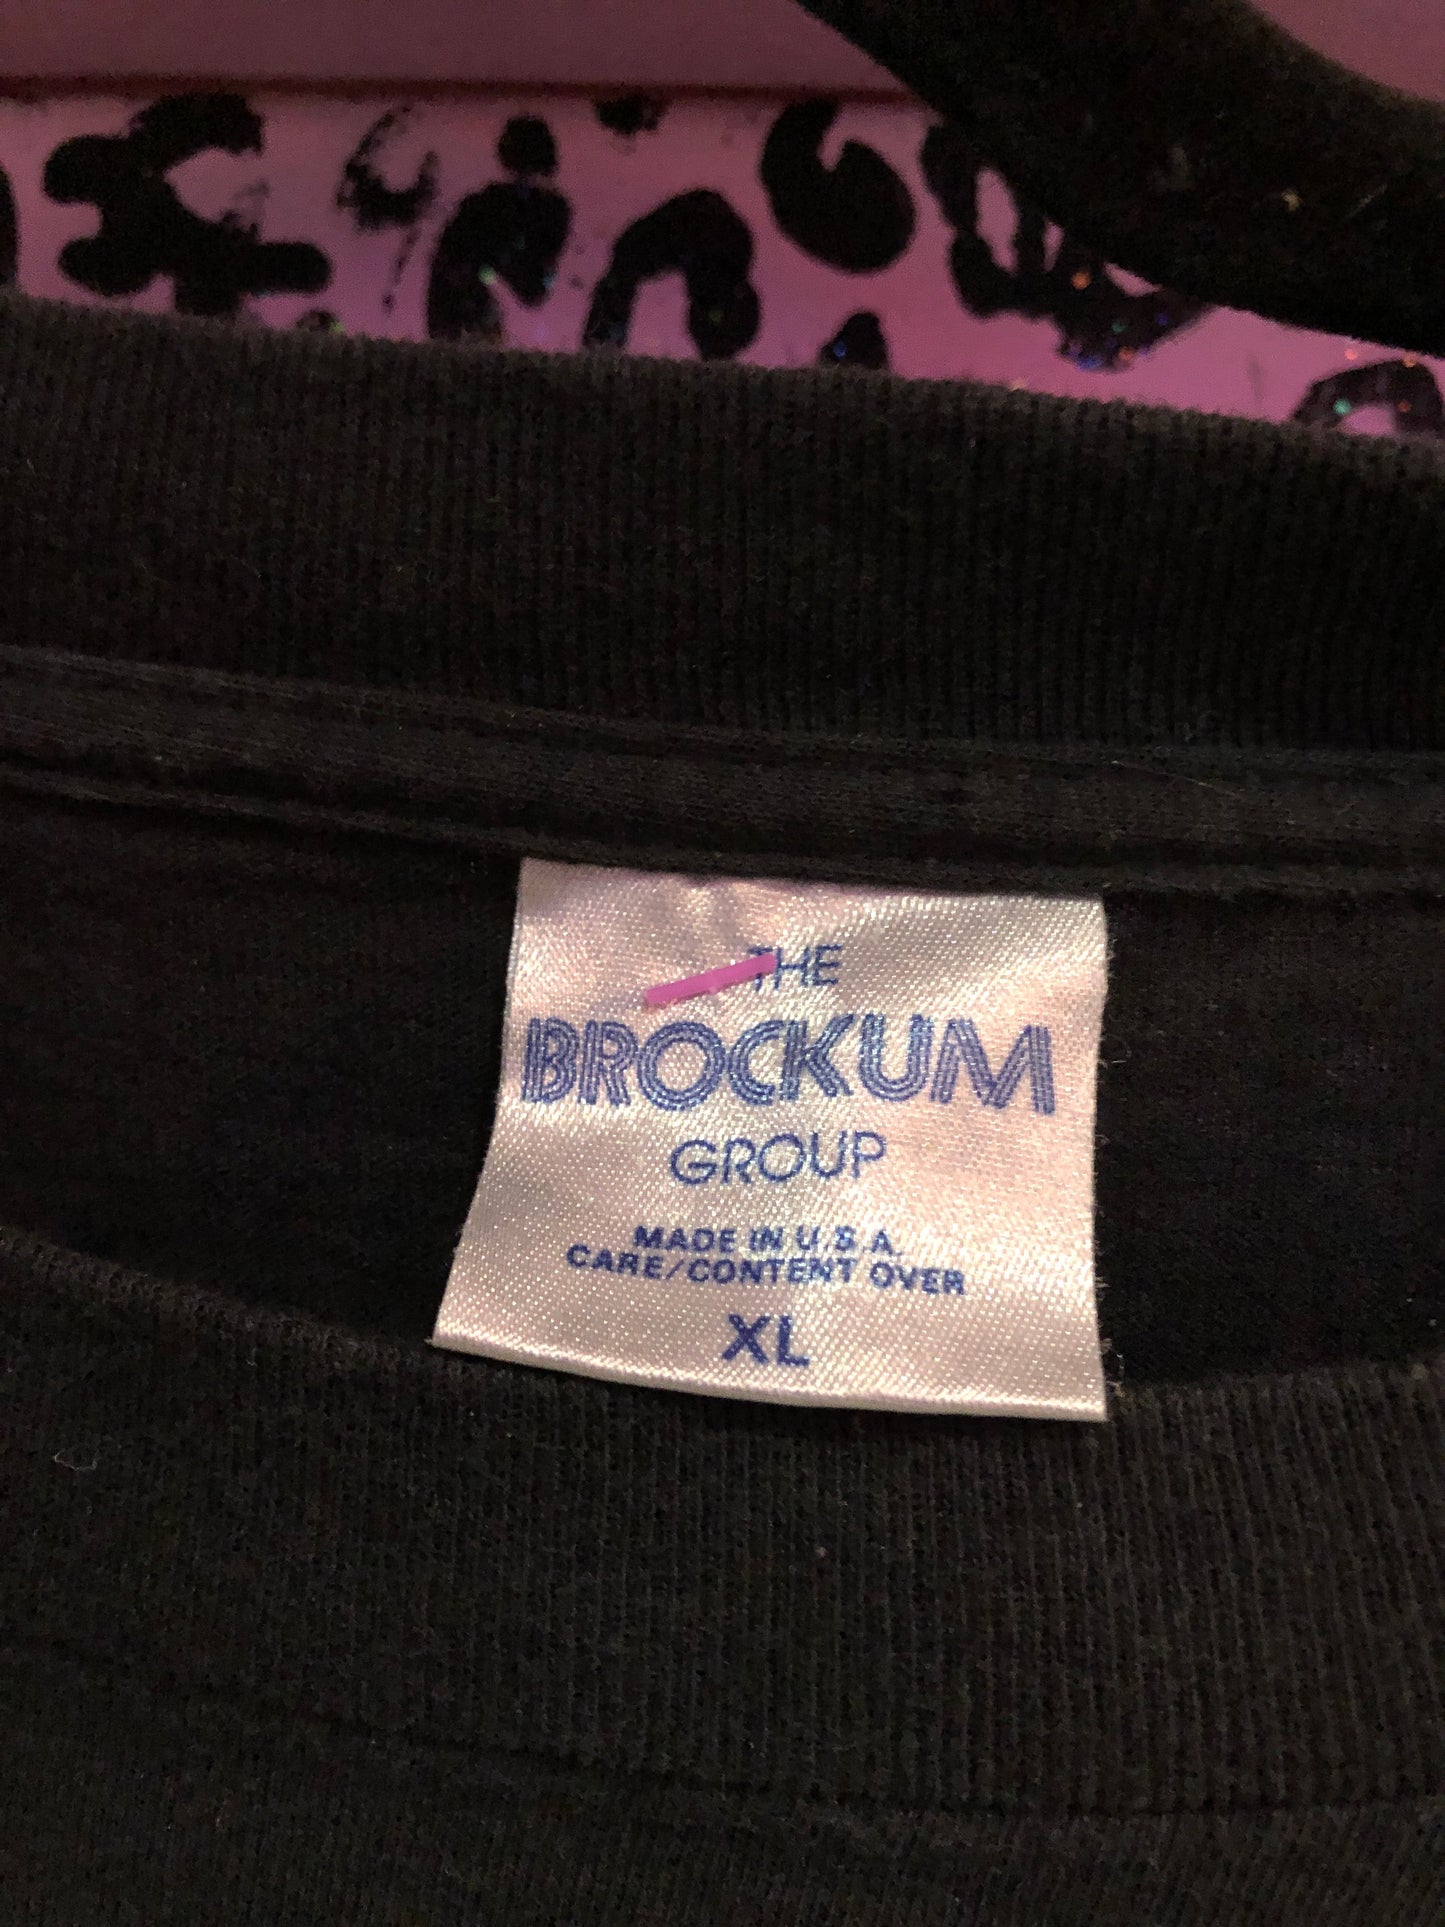 THE
BROCKUM
GROUP
MADE IN U.S.A.
CARE/CONTENT OVER
XL